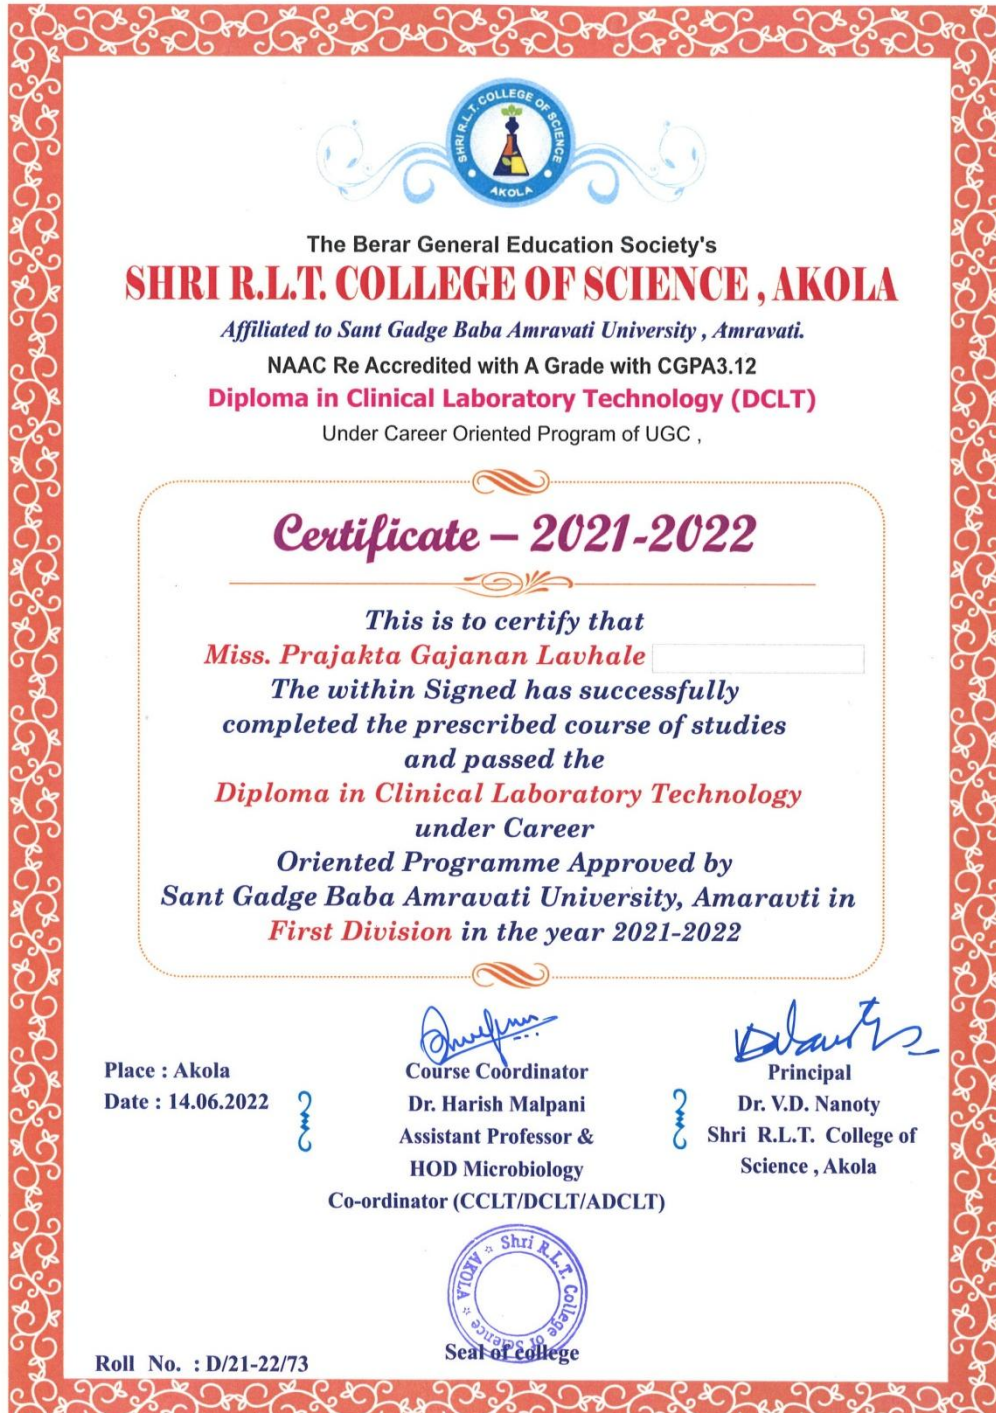 SHRI R.L.T. COLLEGE OF SCIENCE
AKOLA
The Berar General Education Society's
SHRI R.L.T. COLLEGE OF SCIENCE , AKOLA
Affiliated to Sant Gadge Baba Amravati University , Amravati.
NAAC Re Accredited with A Grade with CGPA3.12
Diploma in Clinical Laboratory Technology (DCLT)
Under Career Oriented Program of UGC ,
Certificate – 2021-2022
This is to certify that
Miss. Prajakta Gajanan Lavhale
The within Signed has successfully
completed the prescribed course of studies
and passed the
Diploma in Clinical Laboratory Technology
under Career
Oriented Programme Approved by
Sant Gadge Baba Amravati University, Amaravti in
First Division in the year 2021-2022
Place : Akola
Date : 14.06.2022
Course Coordinator
Dr. Harish Malpani
Assistant Professor &
HOD Microbiology
Co-ordinator (CCLT/DCLT/ADCLT)
Principal
Dr. V.D. Nanoty
Shri R.L.T. College of
Science , Akola
Shri R.L.T. College of Science
AKOLA
Seal of college
Roll No. : D/21-22/73